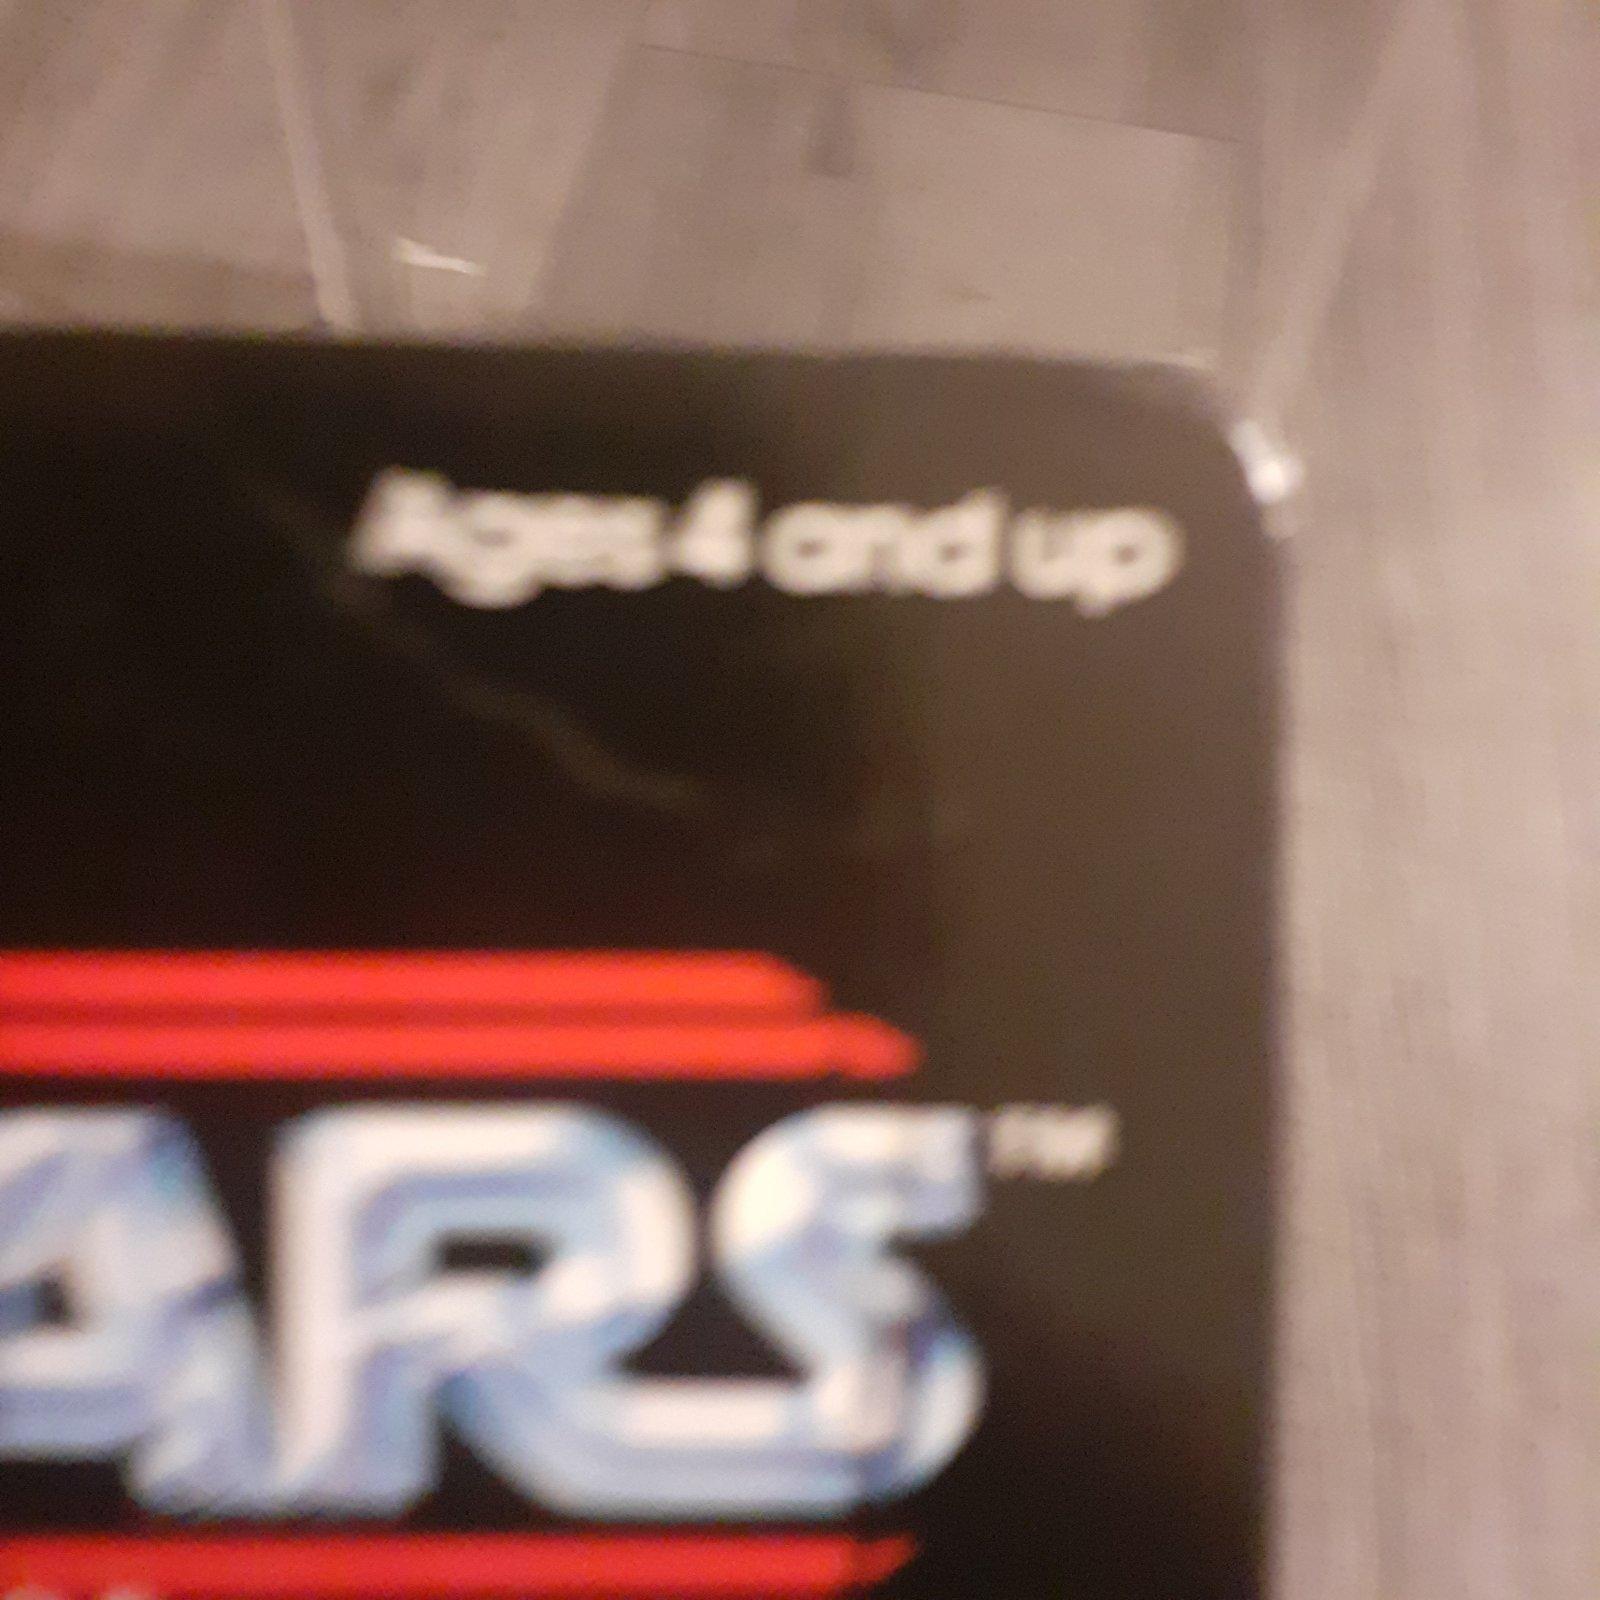 Ages 4 and up
ARS™